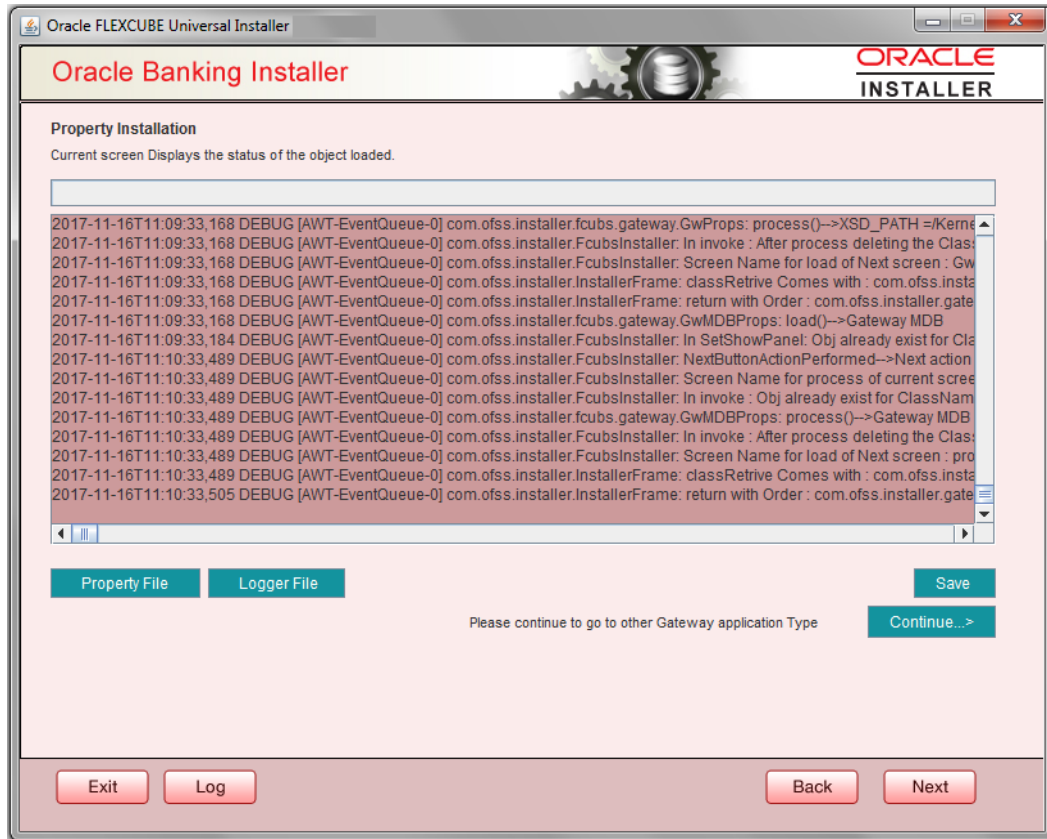 Oracle FLEXCUBE Universal Installer
Oracle Banking Installer
ORACLE
INSTALLER
Property Installation
Current screen Displays the status of the object loaded.
2017-11-16T11:09:33,168 DEBUG [AWT-EventQueue-0] com.ofss.installer.fcubs.gateway.GwProps: process()-->XSD_PATH =/Kerne
2017-11-16T11:09:33,168 DEBUG [AWT-EventQueue-0] com.ofss.installer.FcubsInstaller: In invoke : After process deleting the Clas
2017-11-16T11:09:33,168 DEBUG [AWT-EventQueue-0] com.ofss.installer.FcubsInstaller: Screen Name for load of Next screen : Gw
2017-11-16T11:09:33,168 DEBUG [AWT-EventQueue-0] com.ofss.installer.InstallerFrame: classRetrive Comes with : com.ofss.insta
2017-11-16T11:09:33,168 DEBUG [AWT-EventQueue-0] com.ofss.installer.InstallerFrame: return with Order : com.ofss.installer.gate
2017-11-16T11:09:33,168 DEBUG [AWT-EventQueue-0] com.ofss.installer.fcubs.gateway.GwMDBProps: load()-->Gateway MDB
2017-11-16T11:09:33,184 DEBUG [AWT-EventQueue-0] com.ofss.installer.FcubsInstaller: In SetShowPanel: Obj already exist for Cla
2017-11-16T11:10:33,489 DEBUG [AWT-EventQueue-0] com.ofss.installer.FcubsInstaller: NextButtonActionPerformed-->Next action
2017-11-16T11:10:33,489 DEBUG [AWT-EventQueue-0] com.ofss.installer.FcubsInstaller: Screen Name for process of current scree
2017-11-16T11:10:33,489 DEBUG [AWT-EventQueue-0] com.ofss.installer.FcubsInstaller: In invoke : Obj already exist for ClassNam
2017-11-16T11:10:33,489 DEBUG [AWT-EventQueue-0] com.ofss.installer.fcubs.gateway.GwMDBProps: process()-->Gateway MDB
2017-11-16T11:10:33,489 DEBUG [AWT-EventQueue-0] com.ofss.installer.FcubsInstaller: In invoke : After process deleting the Clas
2017-11-16T11:10:33,489 DEBUG [AWT-EventQueue-0] com.ofss.installer.FcubsInstaller: Screen Name for load of Next screen : pro
2017-11-16T11:10:33,489 DEBUG [AWT-EventQueue-0] com.ofss.installer.InstallerFrame: classRetrive Comes with : com.ofss.insta
2017-11-16T11:10:33,505 DEBUG [AWT-EventQueue-0] com.ofss.installer.InstallerFrame: return with Order : com.ofss.installer.gate
Property File Logger File Save
Please continue to go to other Gateway application Type Continue...>
Exit Log Back Next